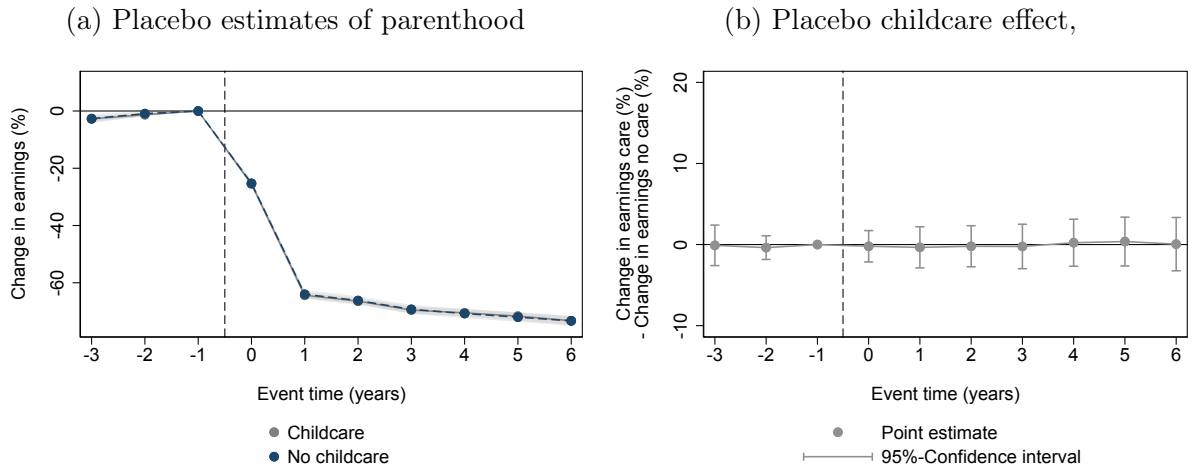 (a) Placebo estimates of parenthood
Change in earnings (%)
0
-20
-40
-60
-3 -2 -1 0 1 2 3 4 5 6
Event time (years)
Childcare
No childcare
(b) Placebo childcare effect,
Change in earnings care (%)
- Change in earnings no care (%)
20
10
0
-10
-3 -2 -1 0 1 2 3 4 5 6
Event time (years)
Point estimate
95%-Confidence interval